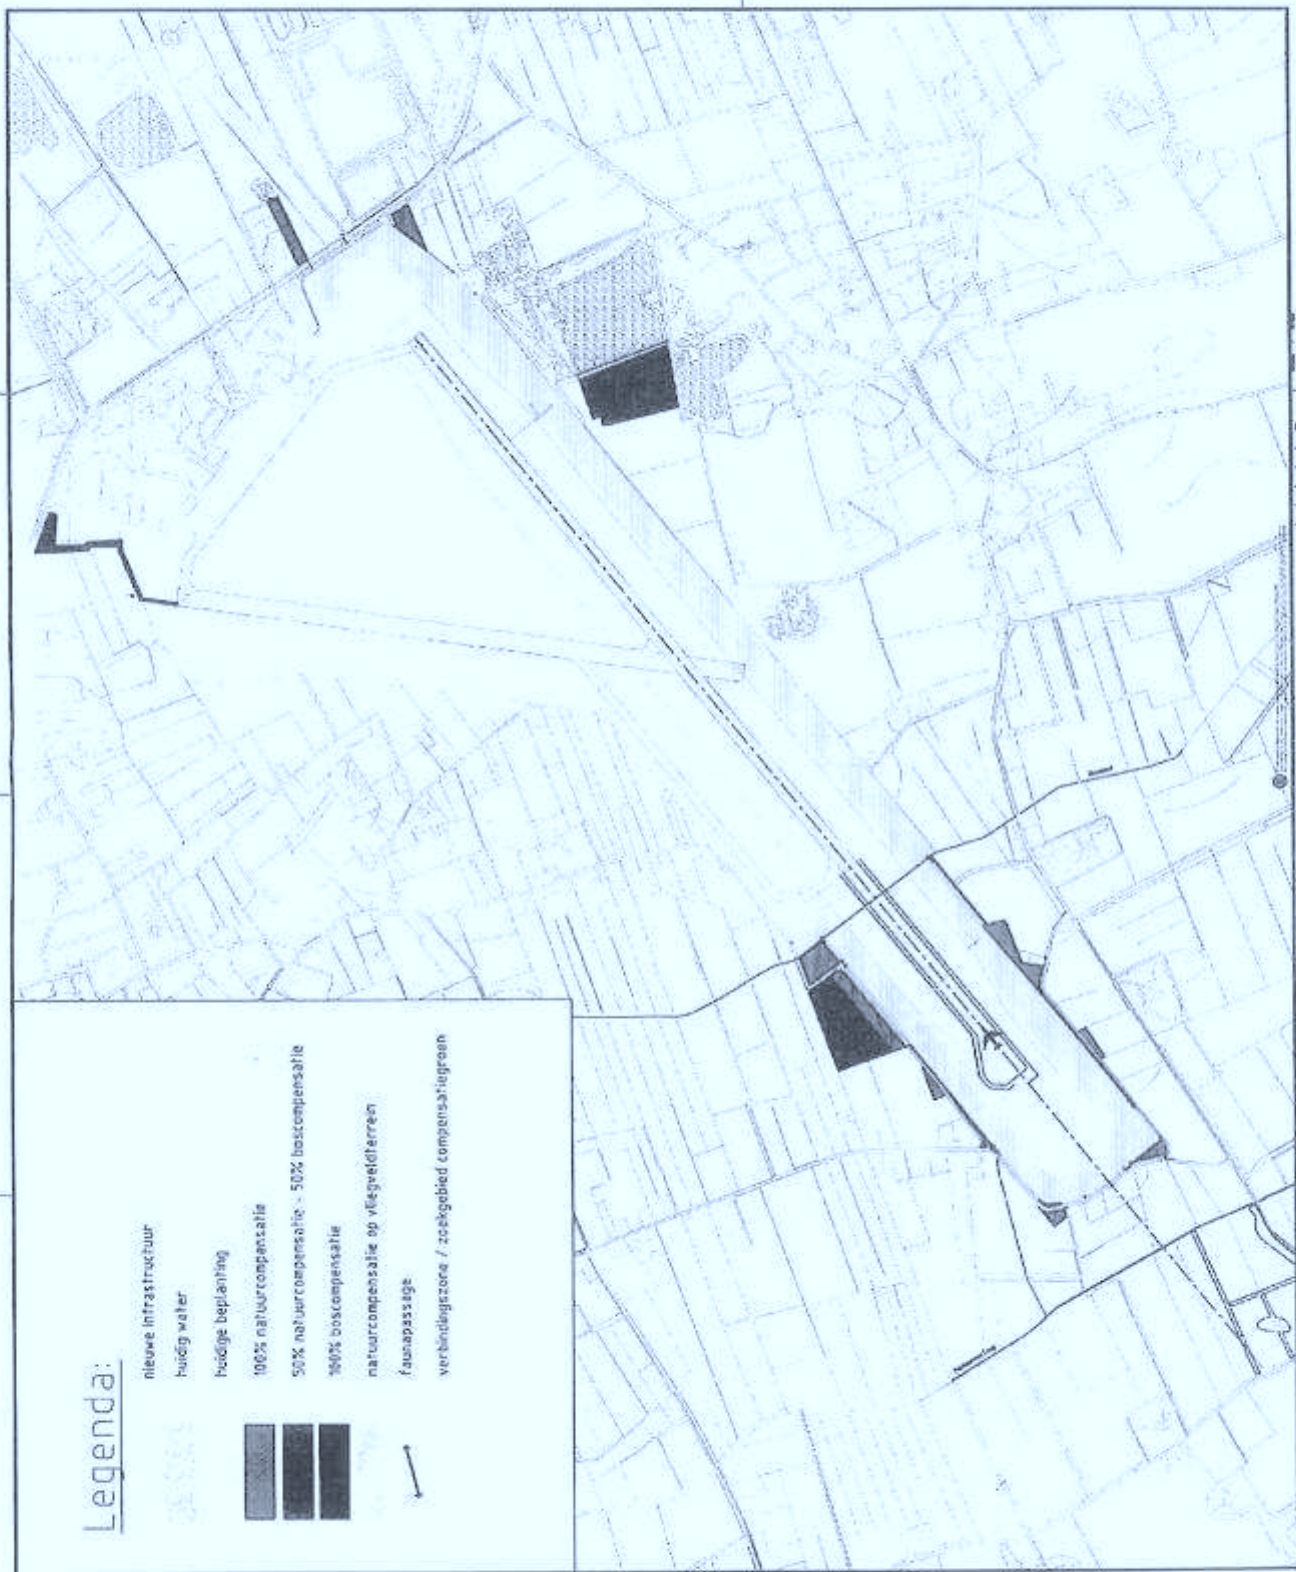 Legenda:
nieuwe infrastructuur
huidig water
huidige beplanting
100% natuurcompensatie
50% natuurcompensatie - 50% boscompensatie
100% boscompensatie
natuurcompensatie op vliegveldterrein
faunapassage
verbindingszone / zoekgebied compensatiegroen